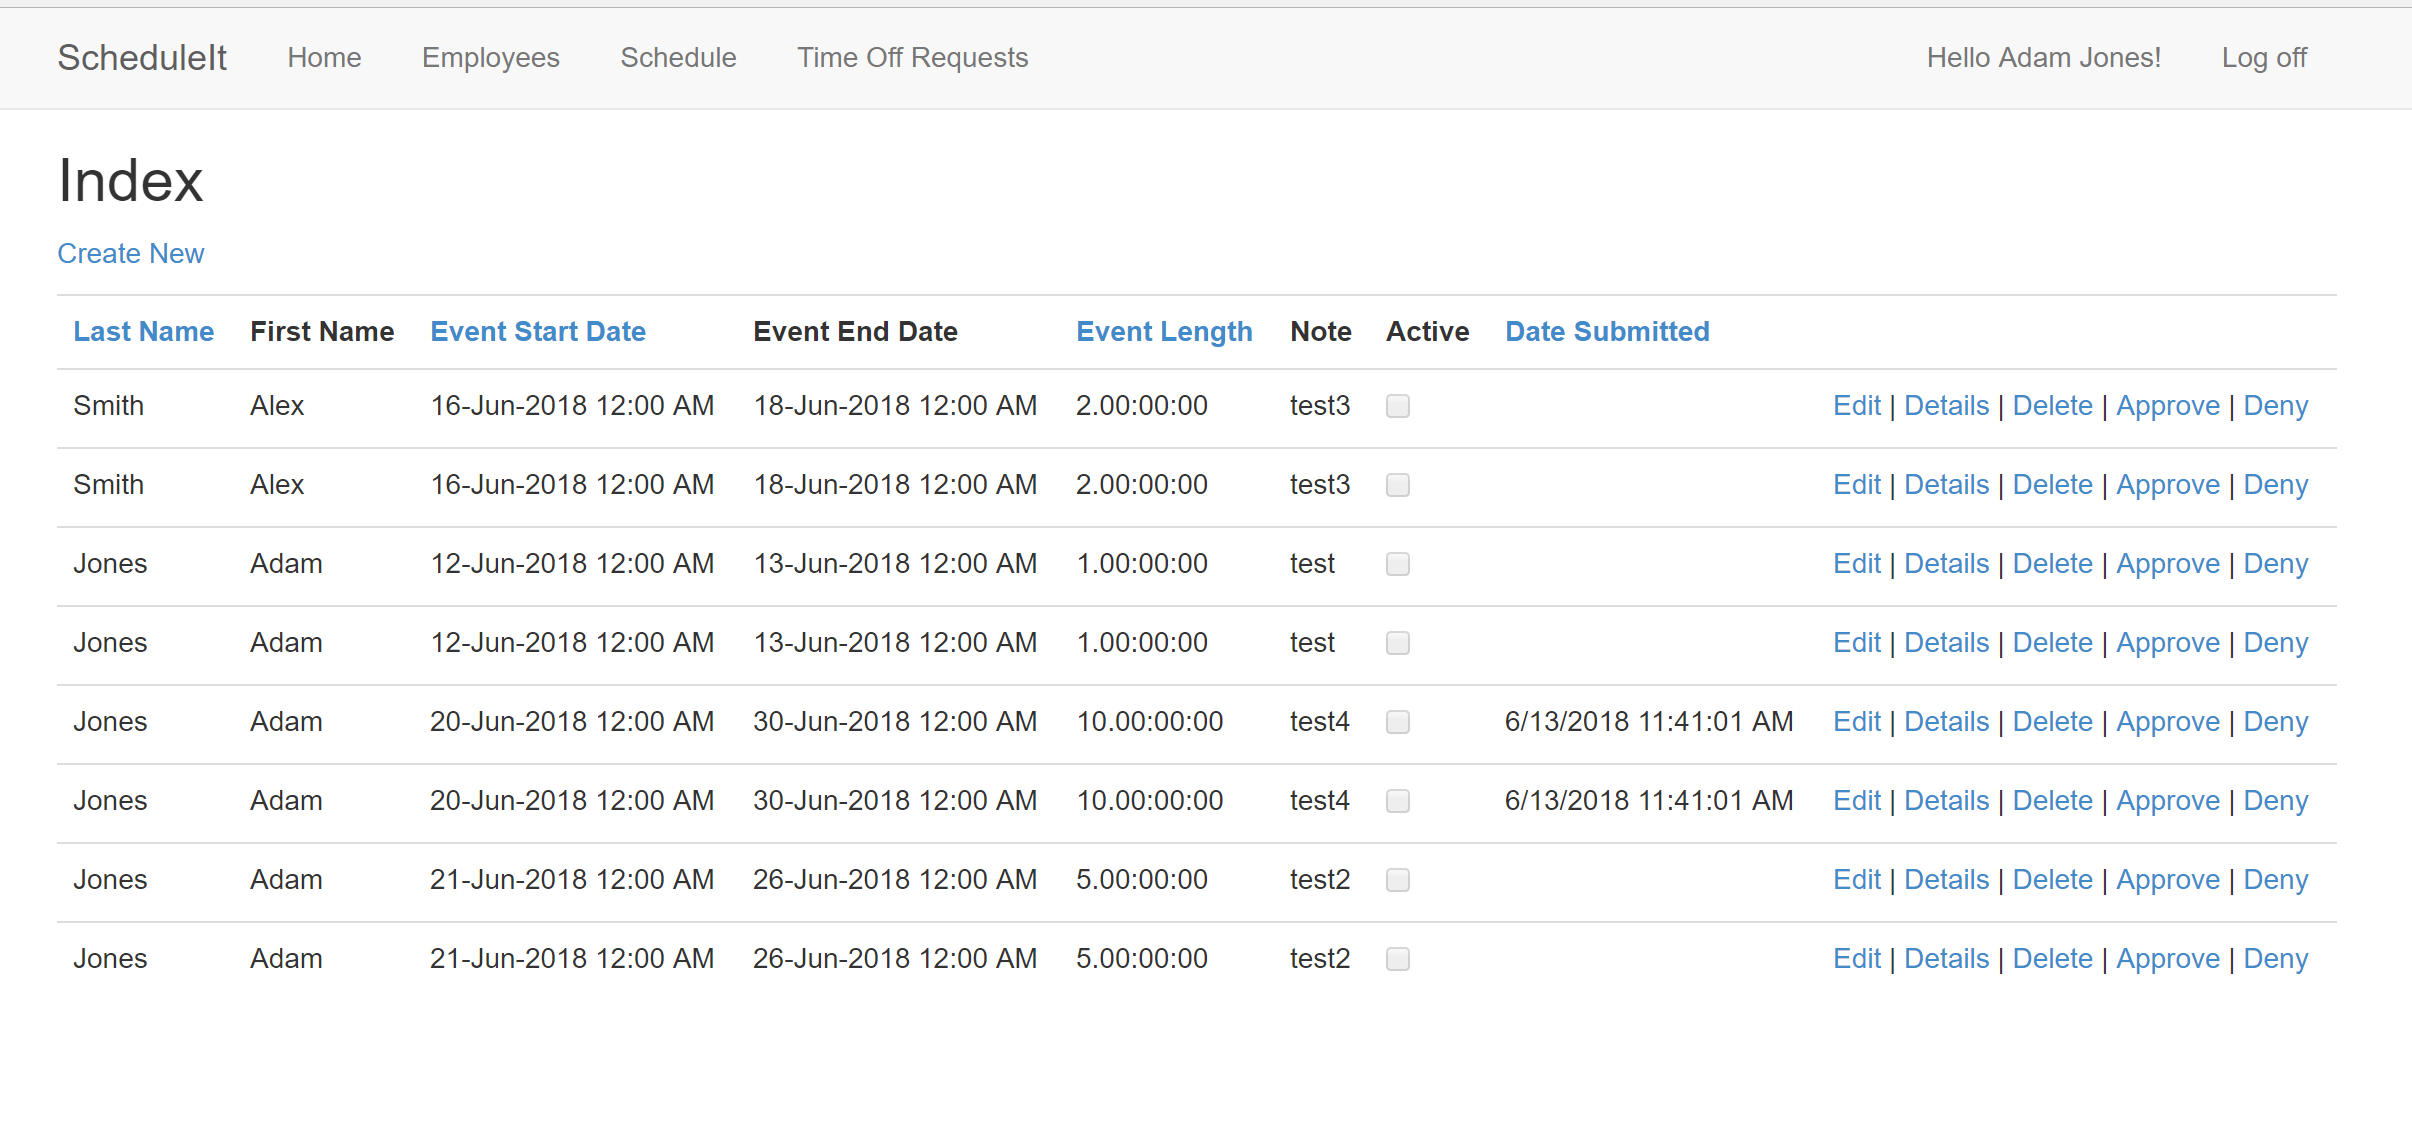 ScheduleIt Home Employees Schedule Time Off Requests Hello Adam Jones! Log off
Index
Create New
Last Name First Name Event Start Date Event End Date Event Length Note Active Date Submitted
Smith Alex 16-Jun-2018 12:00 AM 18-Jun-2018 12:00 AM 2.00:00:00 test3 Edit | Details | Delete | Approve | Deny
Smith Alex 16-Jun-2018 12:00 AM 18-Jun-2018 12:00 AM 2.00:00:00 test3 Edit | Details | Delete | Approve | Deny
Jones Adam 12-Jun-2018 12:00 AM 13-Jun-2018 12:00 AM 1.00:00:00 test Edit | Details | Delete | Approve | Deny
Jones Adam 12-Jun-2018 12:00 AM 13-Jun-2018 12:00 AM 1.00:00:00 test Edit | Details | Delete | Approve | Deny
Jones Adam 20-Jun-2018 12:00 AM 30-Jun-2018 12:00 AM 10.00:00:00 test4 6/13/2018 11:41:01 AM Edit | Details | Delete | Approve | Deny
Jones Adam 20-Jun-2018 12:00 AM 30-Jun-2018 12:00 AM 10.00:00:00 test4 6/13/2018 11:41:01 AM Edit | Details | Delete | Approve | Deny
Jones Adam 21-Jun-2018 12:00 AM 26-Jun-2018 12:00 AM 5.00:00:00 test2 Edit | Details | Delete | Approve | Deny
Jones Adam 21-Jun-2018 12:00 AM 26-Jun-2018 12:00 AM 5.00:00:00 test2 Edit | Details | Delete | Approve | Deny